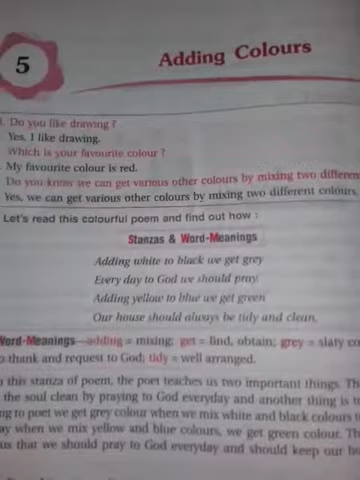 5
Adding Colours
Do you like drawing ?
Yes, I like drawing.
Which is your favourite colour ?
My favourite colour is red.
Do you know we can get various other colours by mixing two
Yes, we can get various other colours by mixing two different colours.
Let's read this colourful poem and find out how :
Stanzas & Word-Meanings
Adding white to black we get grey
Every day to God we should pray.
Adding yellow to blue we get green
Our house should always be tidy and clean.
Word-Meanings—adding = mixing; get = find, obtain; grey = slaty
to thank and request to God; tidy = well arranged.
this stanza of poem, the poet teaches us two important things.
the soul clean by praying to God everyday and another thing is
to poet we get grey colour when we mix white and black colours
when we mix yellow and blue colours, we get green colour.
us that we should pray to God everyday and should keep our